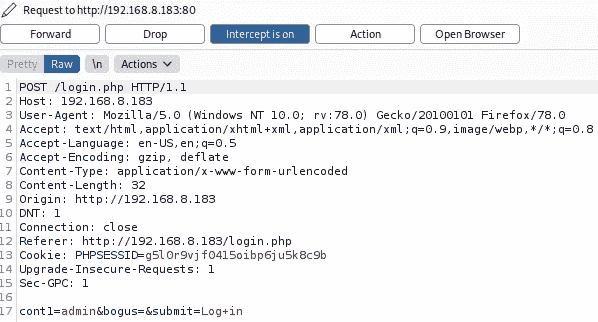 Request to http://192.168.8.183:80
Forward Drop Intercept is on Action Open Browser
Pretty Raw \n Actions
1 POST /login.php HTTP/1.1
2 Host: 192.168.8.183
3 User-Agent: Mozilla/5.0 (Windows NT 10.0; rv:78.0) Gecko/20100101 Firefox/78.0
4 Accept: text/html,application/xhtml+xml,application/xml;q=0.9,image/webp,*/*;q=0.8
5 Accept-Language: en-US,en;q=0.5
6 Accept-Encoding: gzip, deflate
7 Content-Type: application/x-www-form-urlencoded
8 Content-Length: 32
9 Origin: http://192.168.8.183
10 DNT: 1
11 Connection: close
12 Referer: http://192.168.8.183/login.php
13 Cookie: PHPSESSID=g5l0r9vjf0415oibp6ju5k8c9b
14 Upgrade-Insecure-Requests: 1
15 Sec-GPC: 1
16
17 cont1=admin&bogus=&submit=Log+in